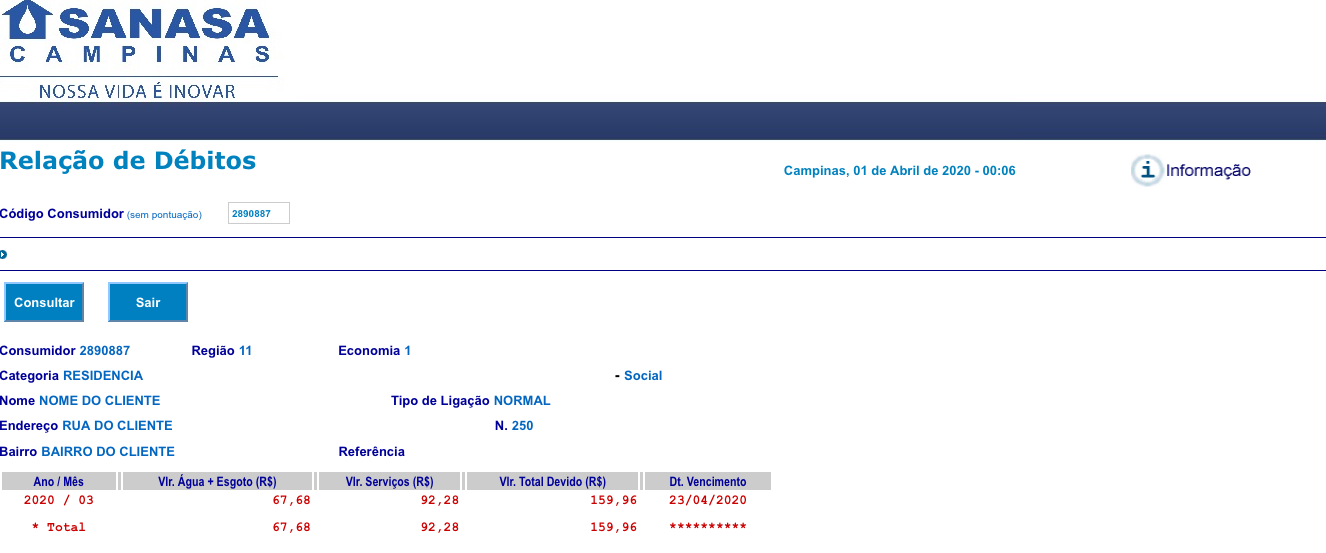 SANASA
CAMPINAS
NOSSA VIDA É INOVAR
Relação de Débitos
Campinas, 01 de Abril de 2020 - 00:06
i Informação
Código Consumidor (sem pontuação) 2890887
Consultar Sair
Consumidor 2890887 Região 11 Economia 1
Categoria RESIDENCIA - Social
Nome NOME DO CLIENTE Tipo de Ligação NORMAL
Endereço RUA DO CLIENTE N. 250
Bairro BAIRRO DO CLIENTE Referência
Ano / Mês Vlr. Água + Esgoto (R$) Vlr. Serviços (R$) Vlr. Total Devido (R$) Dt. Vencimento
2020 / 03 67,68 92,28 159,96 23/04/2020
* Total 67,68 92,28 159,96 **********